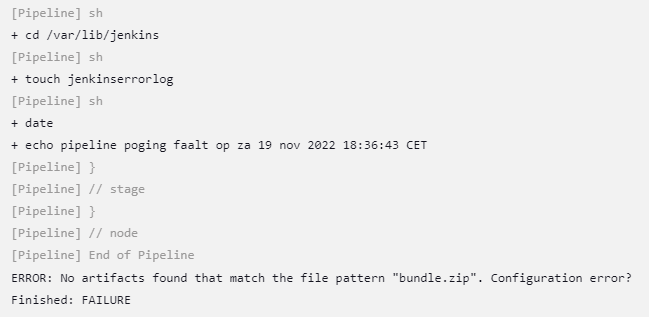 [Pipeline] sh
+ cd /var/lib/jenkins
[Pipeline] sh
+ touch jenkinserrorlog
[Pipeline] sh
+ date
+ echo pipeline poging faalt op za 19 nov 2022 18:36:43 CET
[Pipeline] }
[Pipeline] // stage
[Pipeline] }
[Pipeline] // node
[Pipeline] End of Pipeline
ERROR: No artifacts found that match the file pattern "bundle.zip". Configuration error?
Finished: FAILURE